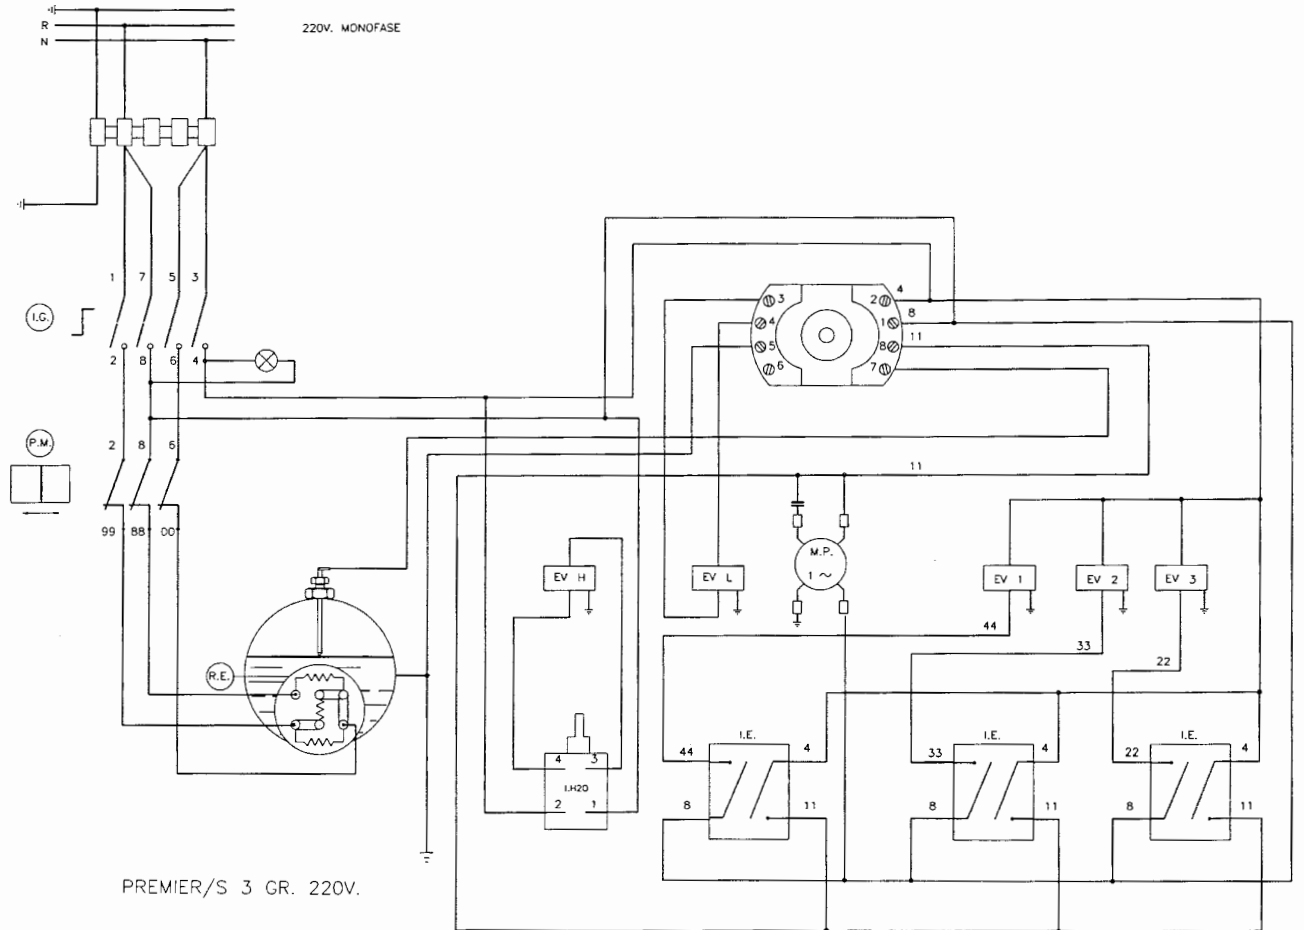 220V. MONOFASE
R
N
1 7 5 3
I.G.
2 8 6 4
P.M.
2 8 6
99 88 00
R.E.
3 2 4
4 1 8
5 8 11
6 7
11
M.P.
1 ~
EV H
EV L
EV 1
EV 2
EV 3
44
33
22
I.E.
I.E.
I.E.
4 3
I.H20
2 1
44 4
8 11
33 4
8 11
22 4
8 11
PREMIER/S 3 GR. 220V.